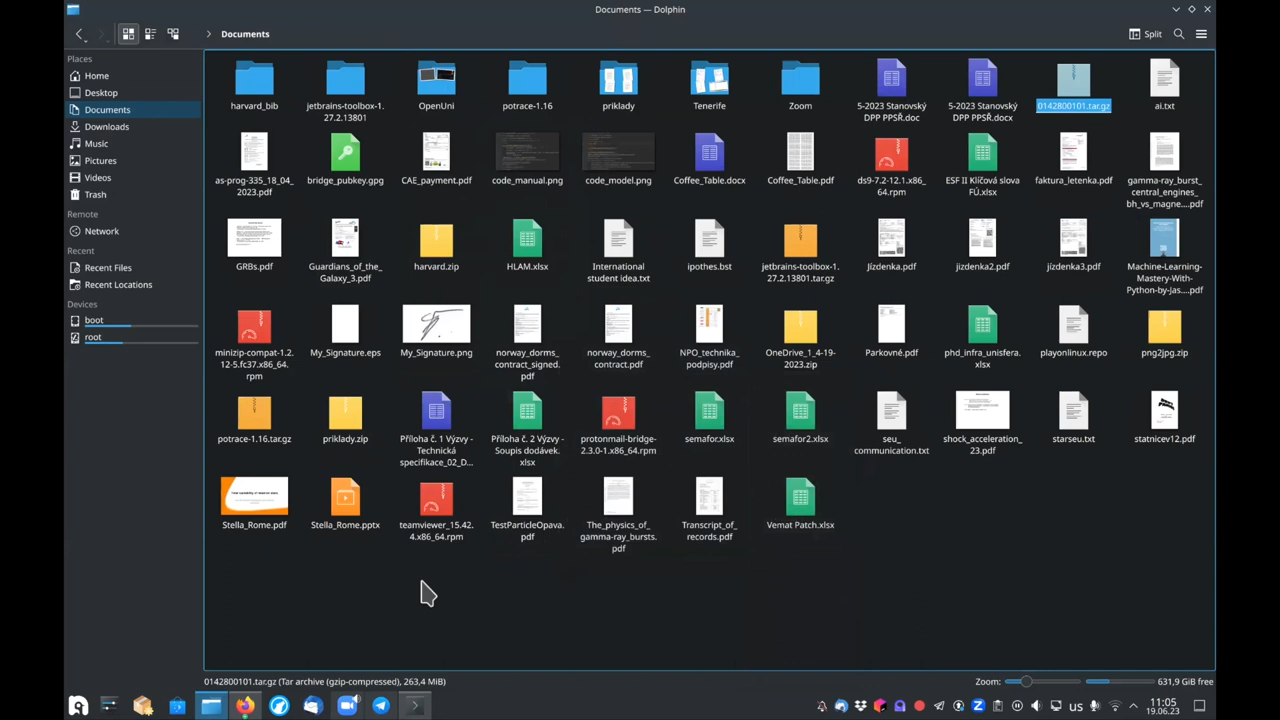 Documents — Dolphin
Documents
Split
Places
Home
Desktop
Documents
Downloads
Music
Pictures
Videos
Trash
Remote
Network
Recent
Recent Files
Recent Locations
Devices
boot
root
harvard_bib
jetbrains-toolbox-1.
27.2.13801
OpenUni
potrace-1.16
priklady
Tenerife
Zoom
5-2023 Stanovský
DPP PPSŘ.doc
5-2023 Stanovský
DPP PPSŘ.docx
0142800101.tar.gz
ai.txt
as-prog-335_18_04_
2023.pdf
bridge_pubkey.gpg
CAE_payment.pdf
code_manual.png
code_model.png
Coffee_Table.docx
Coffee_Table.pdf
ds9-7.2-12.1.x86_
64.rpm
ESF II Klíčová slova
FÚ.xlsx
faktura_letenka.pdf
gamma-ray_burst_
central_engines_
bh_vs_magne....pdf
GRBs.pdf
Guardians_of_the_
Galaxy_3.pdf
harvard.zip
HLAM.xlsx
International
student idea.txt
ipothes.bst
jetbrains-toolbox-1.
27.2.13801.tar.gz
Jízdenka.pdf
jizdenka2.pdf
jízdenka3.pdf
Machine-Learning-
Mastery-With-
Python-by-Jas....pdf
minizip-compat-1.2.
12-5.fc37.x86_64.
rpm
My_Signature.eps
My_Signature.png
norway_dorms_
contract_signed.
pdf
norway_dorms_
contract.pdf
NPO_technika_
podpisy.pdf
OneDrive_1_4-19-
2023.zip
Parkovné.pdf
phd_infra_unisfera.
xlsx
playonlinux.repo
png2jpg.zip
potrace-1.16.tar.gz
priklady.zip
Příloha č. 1 Výzvy -
Technická
specifikace_02_D...
Příloha č. 2 Výzvy -
Soupis dodávek.
xlsx
protonmail-bridge-
2.3.0-1.x86_64.rpm
semafor.xlsx
semafor2.xlsx
seu_
communication.txt
shock_acceleration_
23.pdf
starseu.txt
statnicev12.pdf
Stella_Rome.pdf
Stella_Rome.pptx
teamviewer_15.42.
4.x86_64.rpm
TestParticleOpava.
pdf
The_physics_of_
gamma-ray_bursts.
pdf
Transcript_of_
records.pdf
Vemat Patch.xlsx
0142800101.tar.gz (Tar archive (gzip-compressed), 263,4 MiB)
Zoom:
631,9 GiB free
us
11:05
19.06.23